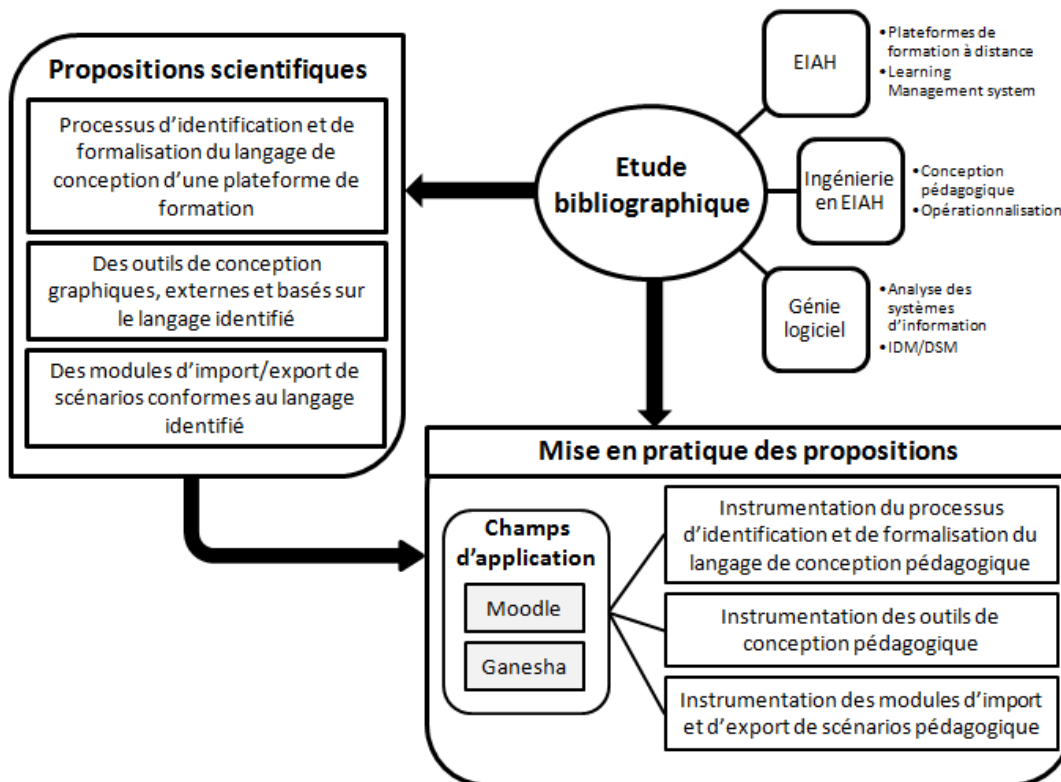 Propositions scientifiques
Processus d'identification et de
formalisation du langage de
conception d'une plateforme de
formation
Des outils de conception
graphiques, externes et basés sur
le langage identifié
Des modules d'import/export de
scénarios conformes au langage
identifié
Etude
bibliographique
EIAH
•Plateformes de
formation à distance
•Learning
Management system
Ingénierie
en EIAH
•Conception
pédagogique
•Opérationnalisation
Génie
logiciel
•Analyse des
systèmes
d'information
•IDM/DSM
Mise en pratique des propositions
Champs
d'application
Moodle
Ganesha
Instrumentation du processus
d'identification et de formalisation du
langage de conception pédagogique
Instrumentation des outils de
conception pédagogique
Instrumentation des modules d'import
et d'export de scénarios pédagogique